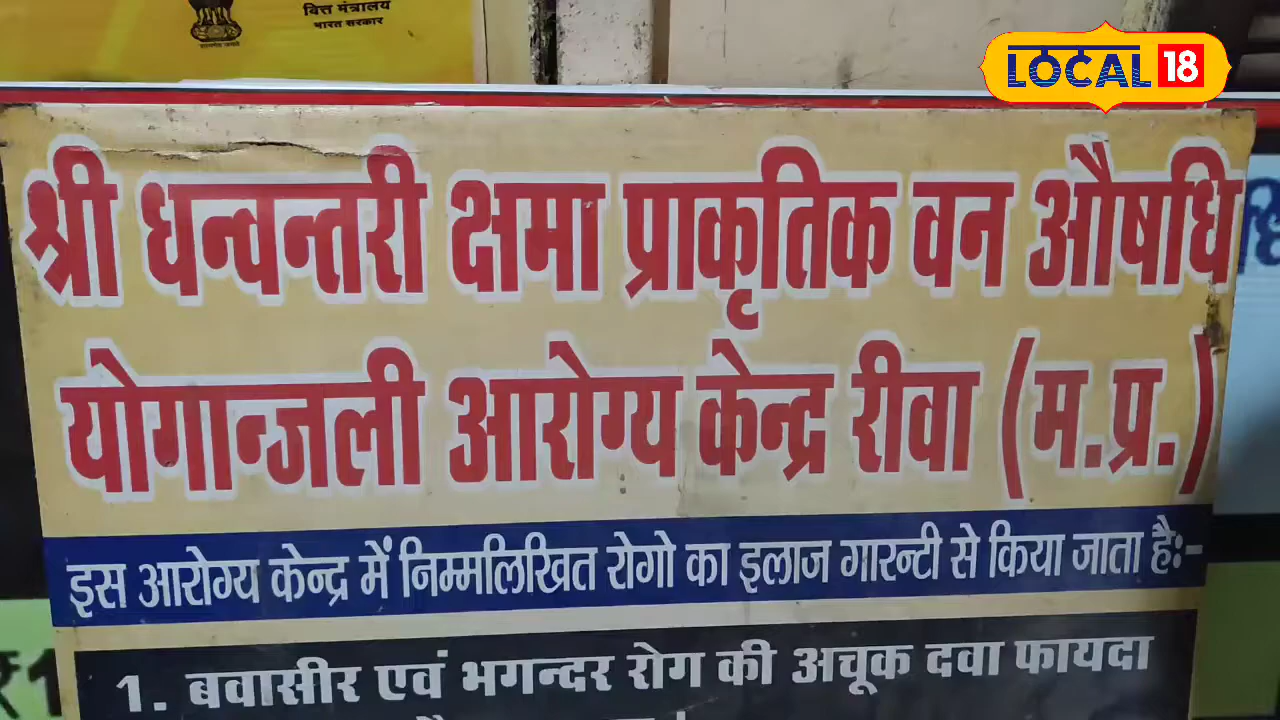 वित्त मंत्रालय
भारत सरकार
LOCAL 18
श्री धन्वन्तरी क्षमा प्राकृतिक वन औषधि
योगान्जली आरोग्य केन्द्र रीवा (म.प्र.)
इस आरोग्य केन्द्र में निम्मलिखित रोगो का इलाज गारन्टी से किया जाता हैः-
1. बवासीर एवं भगन्दर रोग की अचूक दवा फायदा